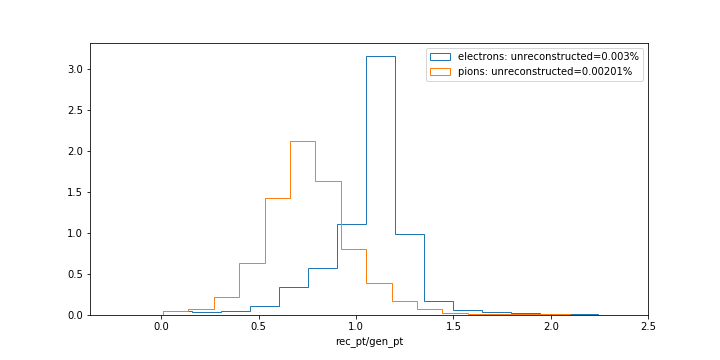 electrons: unreconstructed=0.003%
pions: unreconstructed=0.00201%
3.0
2.5
2.0
1.5
1.0
0.5
0.0
0.0 0.5 1.0 1.5 2.0 2.5
rec_pt/gen_pt